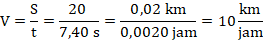 V = S/t = 20/7,40 s = 0,02 km/0,0020 jam = 10 km/jam